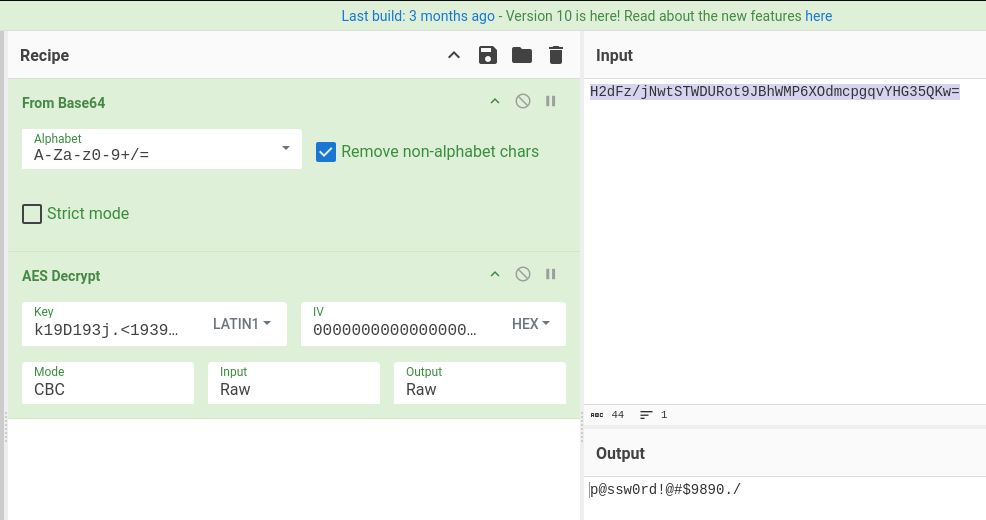 Last build: 3 months ago - Version 10 is here! Read about the new features here
Recipe
From Base64
Alphabet
A-Za-z0-9+/=
Remove non-alphabet chars
Strict mode
AES Decrypt
Key
k19D193j.<1939…
LATIN1
IV
0000000000000000…
HEX
Mode
CBC
Input
Raw
Output
Raw
Input
H2dFz/jNwtSTWDURot9JBhWMP6XOdmcpgqvYHG35QKw=
ABC 44 1
Output
p@ssw0rd!@#$9890./